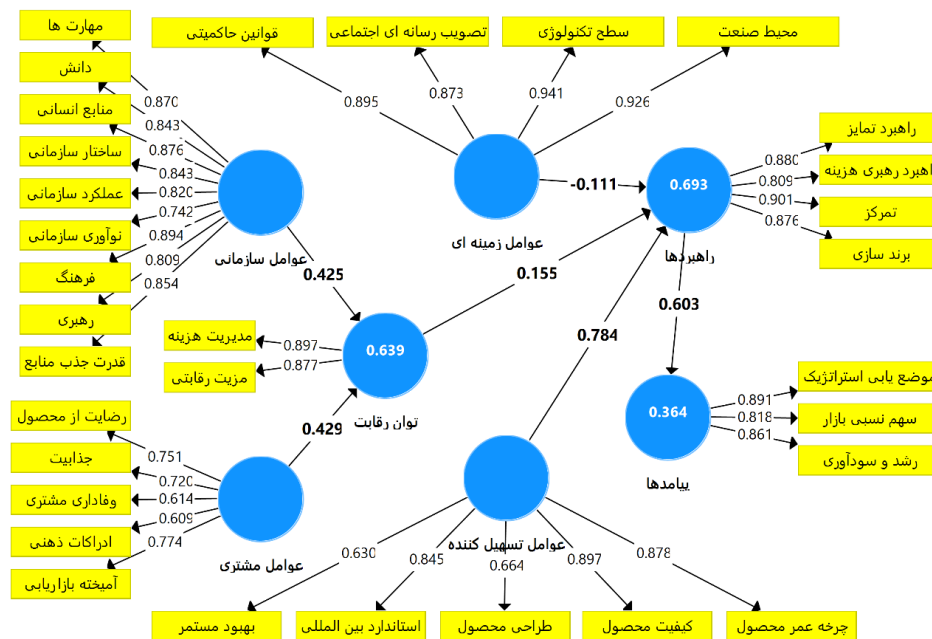 مهارت ها
قوانین حاکمیتی
تصویب رسانه ای اجتماعی
سطح تکنولوژی
محیط صنعت
دانش
منابع انسانی
ساختار سازمانی
عملکرد سازمانی
نوآوری سازمانی
فرهنگ
رهبری
قدرت جذب منابع
0.870
0.843
0.876
0.843
0.820
0.742
0.894
0.809
0.854
عوامل سازمانی
0.895
0.873
0.941
0.926
عوامل زمینه ای
-0.111
0.693
راهبردها
0.880
0.809
0.901
0.876
راهبرد تمایز
اهبرد رهبری هزینه
تمرکز
برند سازی
0.425
0.155
0.784
0.603
مدیریت هزینه
مزیت رقابتی
0.897
0.877
0.639
توان رقابت
0.429
0.364
پیامدها
0.891
0.818
0.861
موضع یابی استراتژیک
سهم نسبی بازار
رشد و سودآوری
رضایت از محصول
جذابیت
وفاداری مشتری
ادراکات ذهنی
آمیخته بازاریابی
0.751
0.720
0.614
0.609
0.774
عوامل مشتری
عوامل تسهیل کننده
0.630
0.845
0.664
0.897
0.878
بهبود مستمر
استاندارد بین المللی
طراحی محصول
کیفیت محصول
چرخه عمر محصول